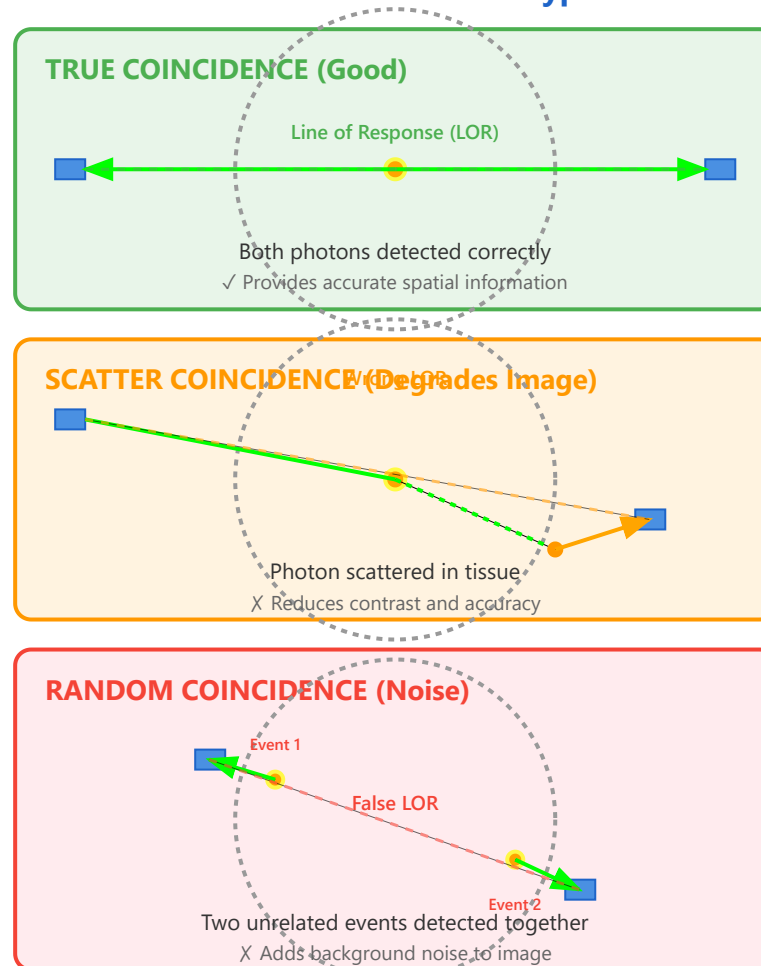 TRUE COINCIDENCE (Good)
Line of Response (LOR)
Both photons detected correctly
✓ Provides accurate spatial information
SCATTER COINCIDENCE (Degrades Image)
Wrong LOR
Photon scattered in tissue
✗ Reduces contrast and accuracy
RANDOM COINCIDENCE (Noise)
Event 1
False LOR
Event 2
Two unrelated events detected together
✗ Adds background noise to image